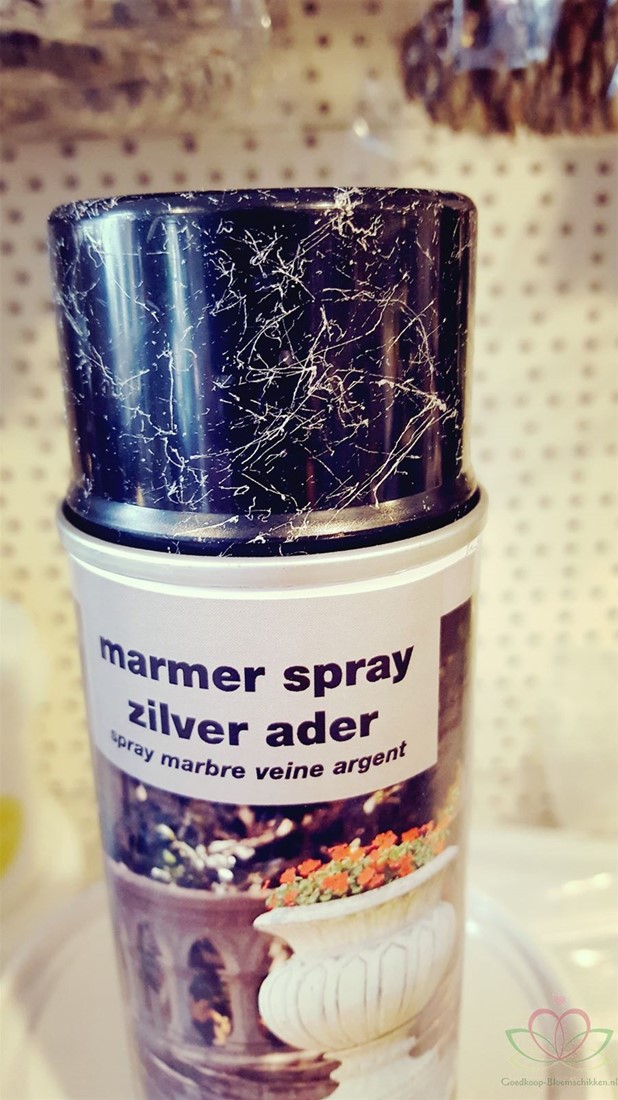 marmer spray
zilver ader
spray marbre veine argent
Goedkoop-Bloemschikken.nl